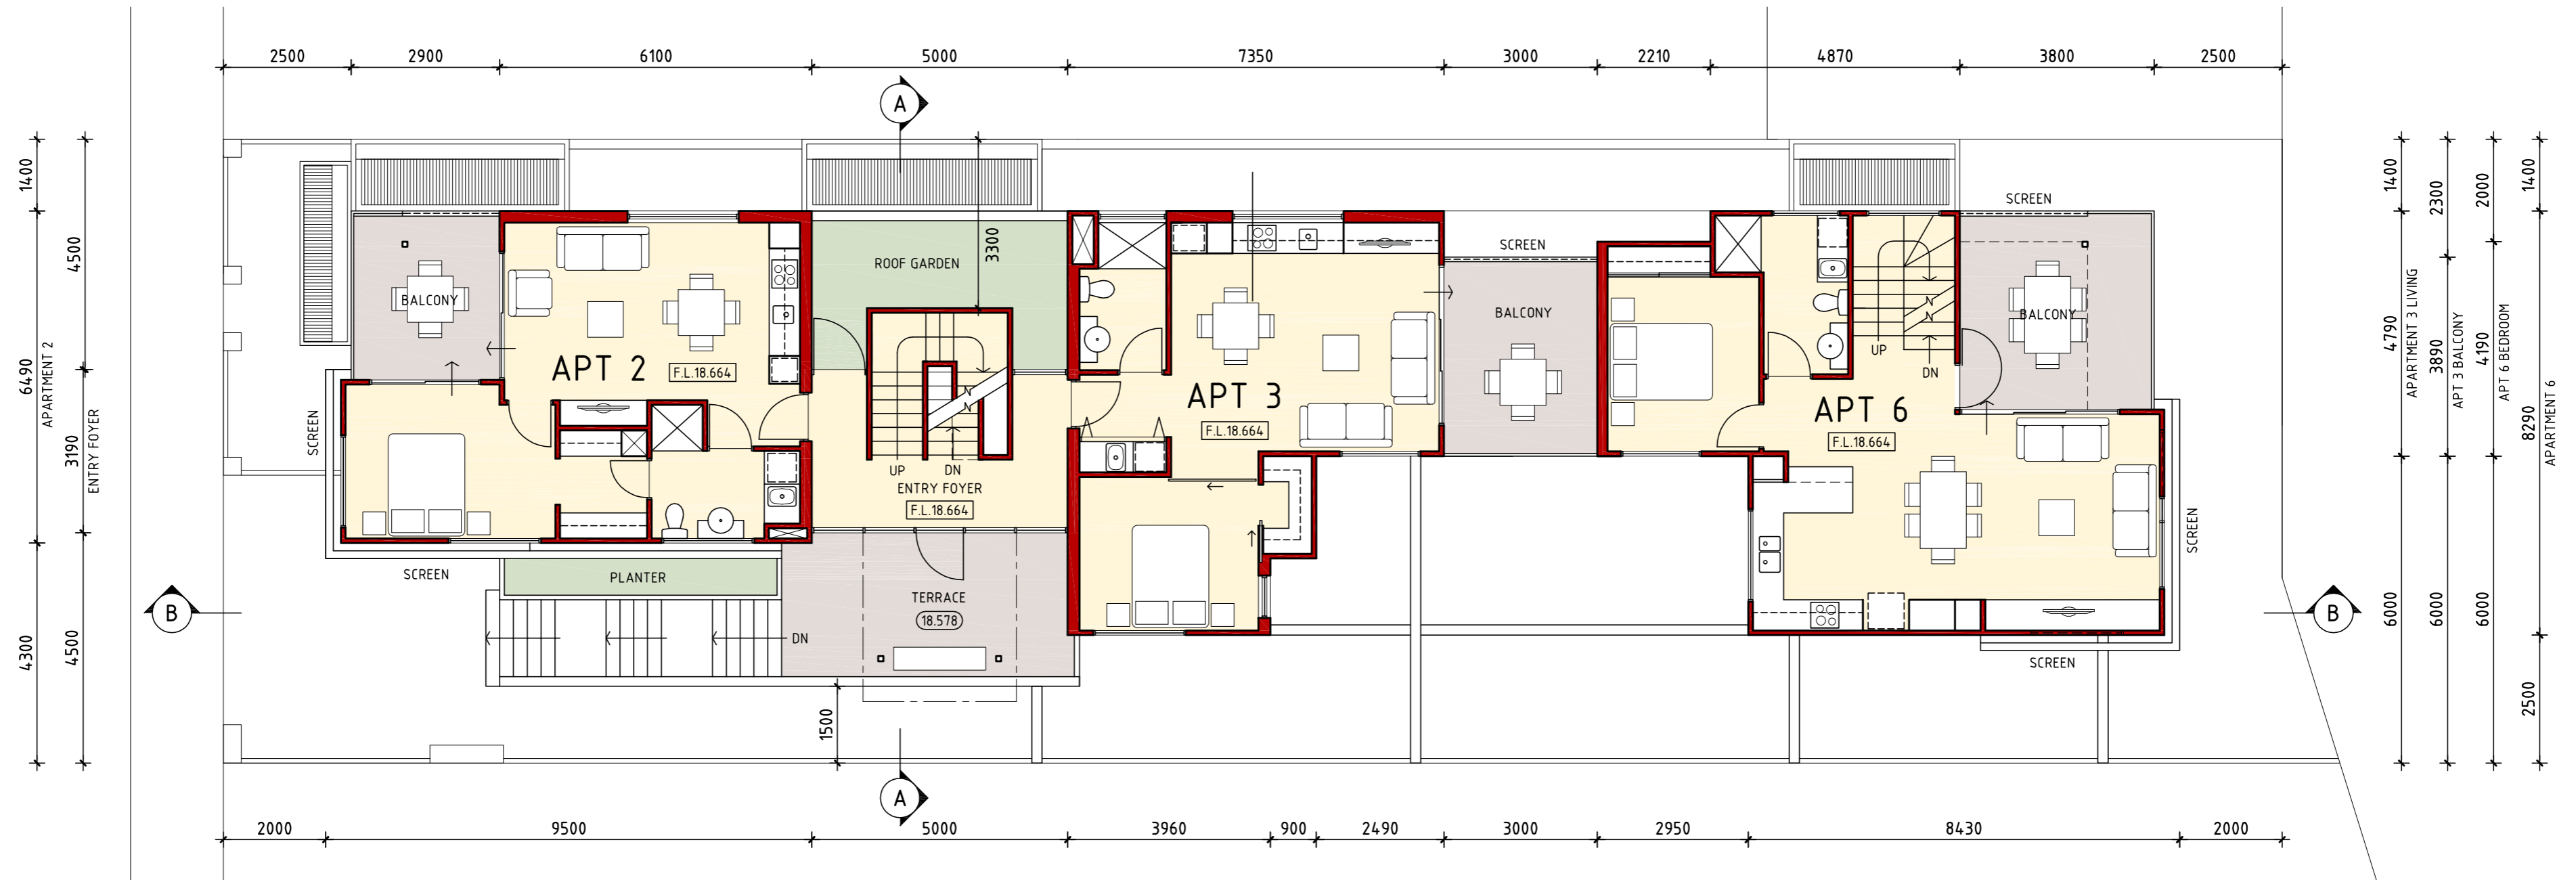 2500 2900 6100 5000 7350 3000 2210 4870 3800 2500
A
1400
6490
4300
APARTMENT 2
4500
3190
4500
ENTRY FOYER
SCREEN
BALCONY
APT 2
F.L.18.664
SCREEN
PLANTER
ROOF GARDEN
3300
UP
DN
ENTRY FOYER
F.L.18.664
TERRACE
18.578
DN
1500
APT 3
F.L.18.664
SCREEN
BALCONY
UP
DN
APT 6
F.L.18.664
SCREEN
BALCONY
SCREEN
SCREEN
1400
4790
6000
APARTMENT 3 LIVING
2300
3890
6000
APT 3 BALCONY
2000
4190
6000
APT 6 BEDROOM
1400
8290
2500
APARTMENT 6
B
B
A
2000 9500 5000 3960 900 2490 3000 2950 8430 2000
N
N
N
N